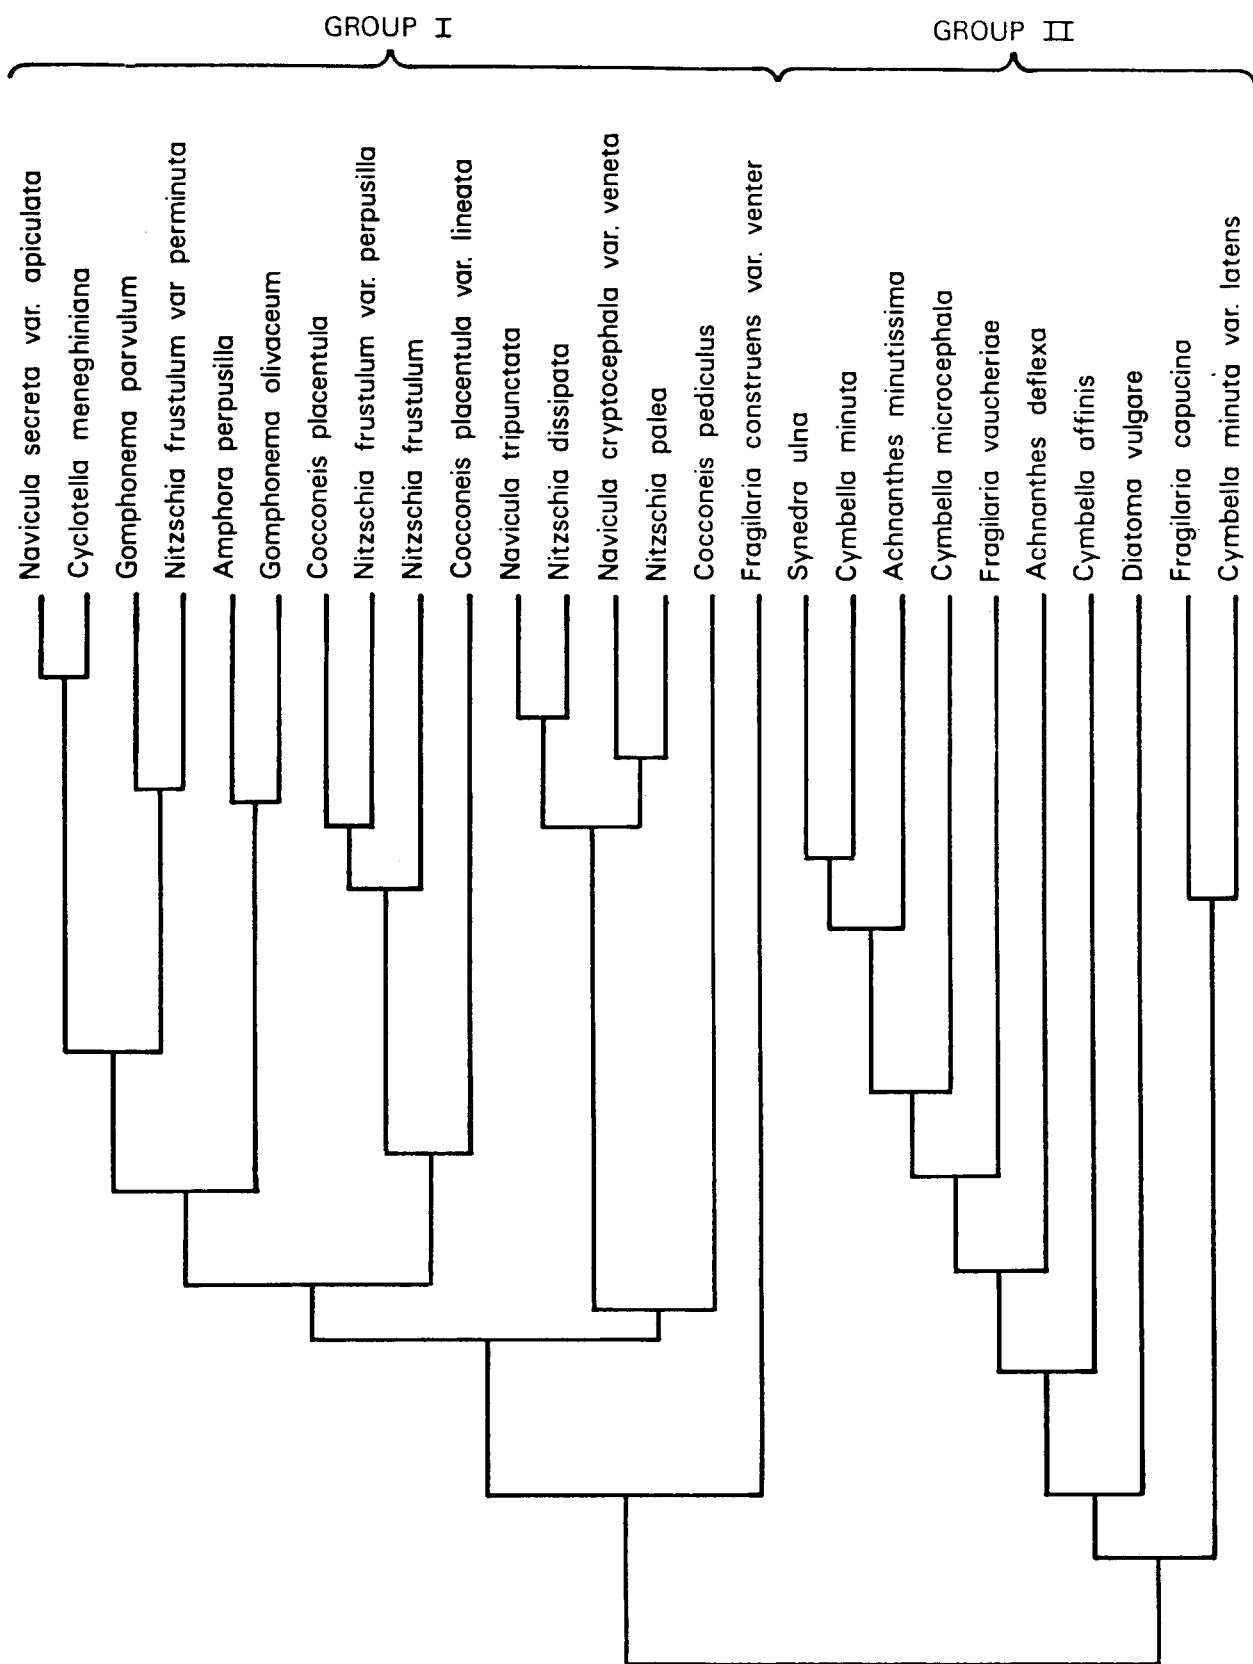 GROUP I
GROUP II
Navicula secreta var. apiculata
Cyclotella meneghiniana
Gomphonema parvulum
Nitzschia frustulum var perminuta
Amphora perpusilla
Gomphonema olivaceum
Cocconeis placentula
Nitzschia frustulum var. perpusilla
Nitzschia frustulum
Cocconeis placentula var. lineata
Navicula tripunctata
Nitzschia dissipata
Navicula cryptocephala var. veneta
Nitzschia palea
Cocconeis pediculus
Fragilaria construens var. venter
Synedra ulna
Cymbella minuta
Achnanthes minutissima
Cymbella microcephala
Fragilaria vaucheriae
Achnanthes deflexa
Cymbella affinis
Diatoma vulgare
Fragilaria capucina
Cymbella minuta var. latens